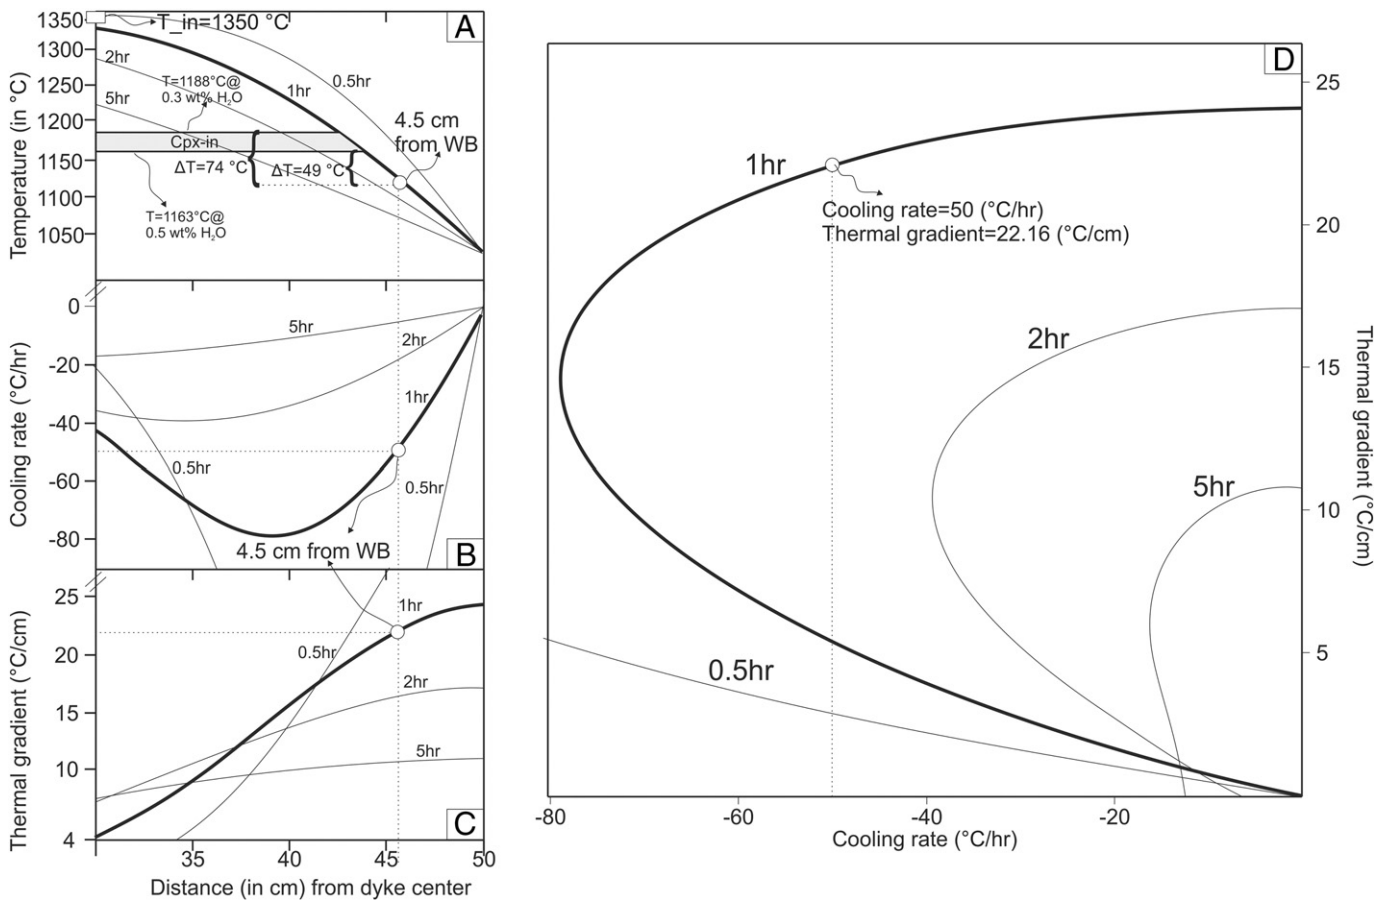 A
T_in=1350 °C
1350
1300
1250
1200
1150
1100
1050
Temperature (in °C)
2hr
5hr
1hr
0.5hr
T=1188°C@
0.3 wt% H₂O
Cpx-in
ΔT=74 °C
ΔT=49 °C
4.5 cm
from WB
T=1163°C@
0.5 wt% H₂O
0
-20
-40
-60
-80
Cooling rate (°C/hr)
5hr
2hr
1hr
0.5hr
0.5hr
4.5 cm from WB
B
25
20
15
10
4
Thermal gradient (°C/cm)
1hr
0.5hr
2hr
5hr
C
35
40
45
50
Distance (in cm) from dyke center
D
1hr
Cooling rate=50 (°C/hr)
Thermal gradient=22.16 (°C/cm)
2hr
5hr
0.5hr
25
20
15
10
5
Thermal gradient (°C/cm)
-80
-60
-40
-20
Cooling rate (°C/hr)